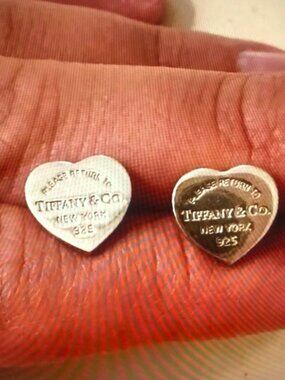 PLEASE RETURN TO
TIFFANY & CO.
NEW YORK
925
PLEASE RETURN TO
TIFFANY & CO.
NEW YORK
925